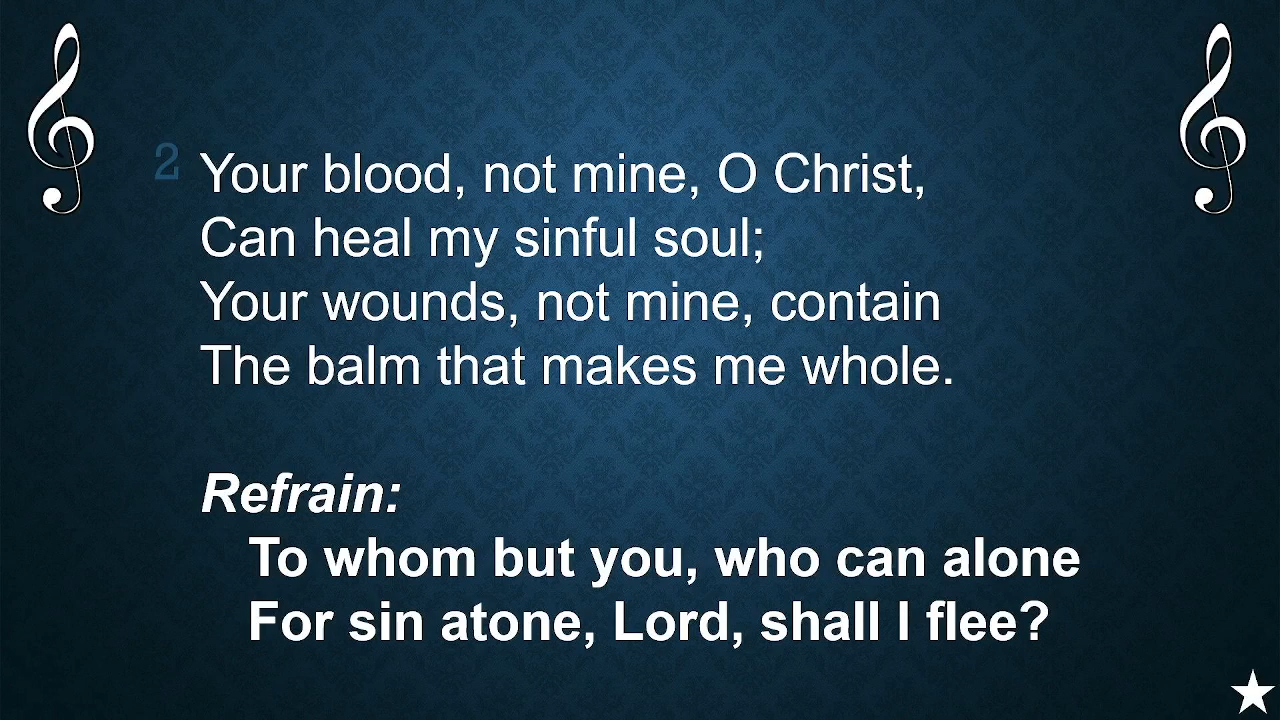 2 Your blood, not mine, O Christ,
Can heal my sinful soul;
Your wounds, not mine, contain
The balm that makes me whole.
Refrain:
To whom but you, who can alone
For sin atone, Lord, shall I flee?